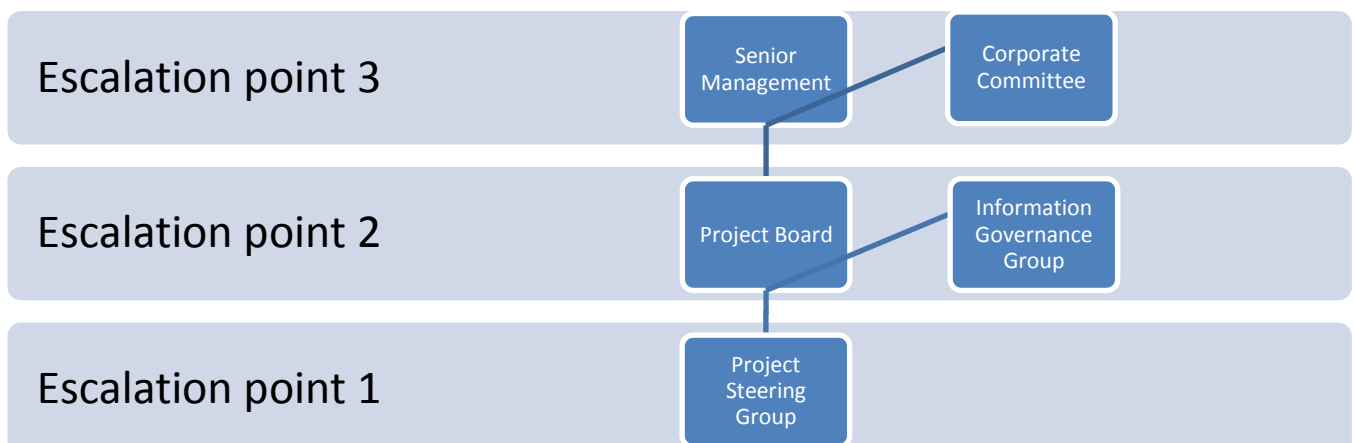 Escalation point 3
Senior
Management
Corporate
Committee
Escalation point 2
Project Board
Information
Governance
Group
Escalation point 1
Project
Steering
Group